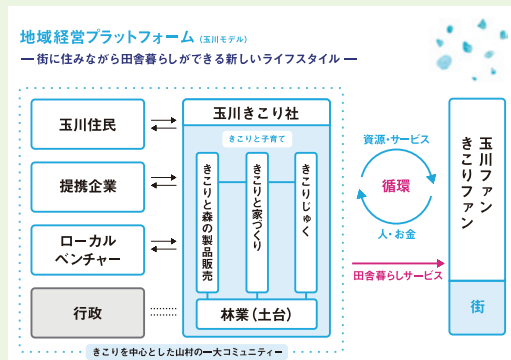 地域経営プラットフォーム（玉川モデル）
― 街に住みながら田舎暮らしができる新しいライフスタイル ―
玉川住民
提携企業
ローカル
ベンチャー
行政
玉川きこり社
きこりと子育て
きこりと森の製品販売
きこりと家づくり
きこりじゅく
林業（土台）
きこりを中心とした山村の一大コミュニティー
資源・サービス
循環
人・お金
田舎暮らしサービス
玉川ファン
きこりファン
街